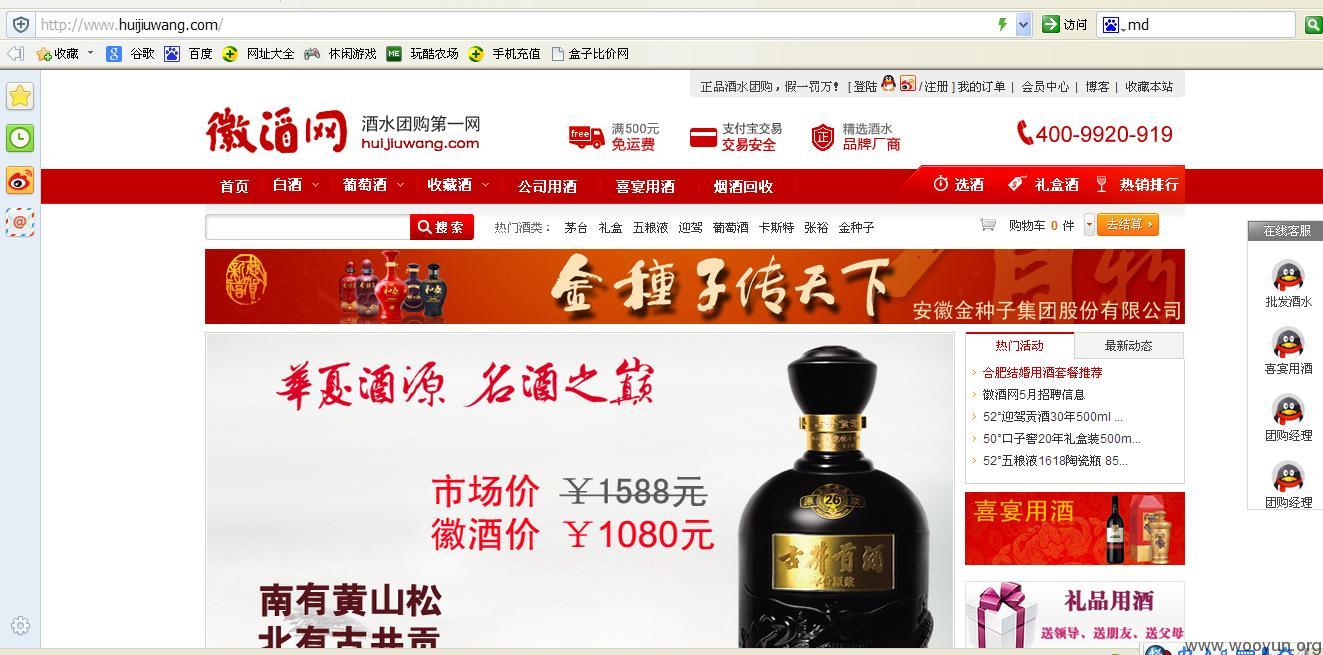 http://www.huijiuwang.com/
访问
md
收藏 谷歌 百度 网址大全 休闲游戏 玩酷农场 手机充值 盒子比价网
正品酒水团购，假一罚万！ [ 登陆 / 注册 ] 我的订单 | 会员中心 | 博客 | 收藏本站
徽酒网
酒水团购第一网
huijiuwang.com
free
满500元
免运费
支付宝交易
交易安全
正
精选酒水
品牌厂商
400-9920-919
首页 白酒 葡萄酒 收藏酒 公司用酒 喜宴用酒 烟酒回收 选酒 礼盒酒 热销排行
搜索
热门酒类： 茅台 礼盒 五粮液 迎驾 葡萄酒 卡斯特 张裕 金种子
购物车 0 件
去结算 ›
金種子传天下
安徽金种子集团股份有限公司
華夏酒源 名酒之巅
市场价 ￥1588元
徽酒价 ￥1080元
南有黄山松
北有古井贡
26
古井贡酒
年份原浆
热门活动 最新动态
合肥结婚用酒套餐推荐
徽酒网5月招聘信息
52°迎驾贡酒30年500ml ...
50°口子窖20年礼盒装500m...
52°五粮液1618陶瓷瓶 85...
喜宴用酒
礼品用酒
送领导、送朋友、送父母
在线客服
批发酒水
喜宴用酒
团购经理
团购经理
www.wooyun.org